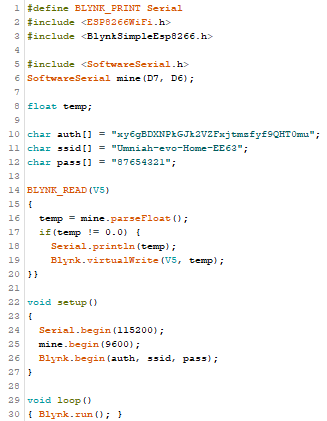 1 #define BLYNK_PRINT Serial
2 #include <ESP8266WiFi.h>
3 #include <BlynkSimpleEsp8266.h>
4
5 #include <SoftwareSerial.h>
6 SoftwareSerial mine(D7, D6);
7
8 float temp;
9
10 char auth[] = "xy6gBDXNPkGJk2VZFxjtmsfyf9QHT0mu";
11 char ssid[] = "Umniah-evo-Home-EE63";
12 char pass[] = "87654321";
13
14 BLYNK_READ(V5)
15 {
16 temp = mine.parseFloat();
17 if(temp != 0.0) {
18 Serial.println(temp);
19 Blynk.virtualWrite(V5, temp);
20 }}
21
22 void setup()
23 {
24 Serial.begin(115200);
25 mine.begin(9600);
26 Blynk.begin(auth, ssid, pass);
27 }
28
29 void loop()
30 { Blynk.run(); }